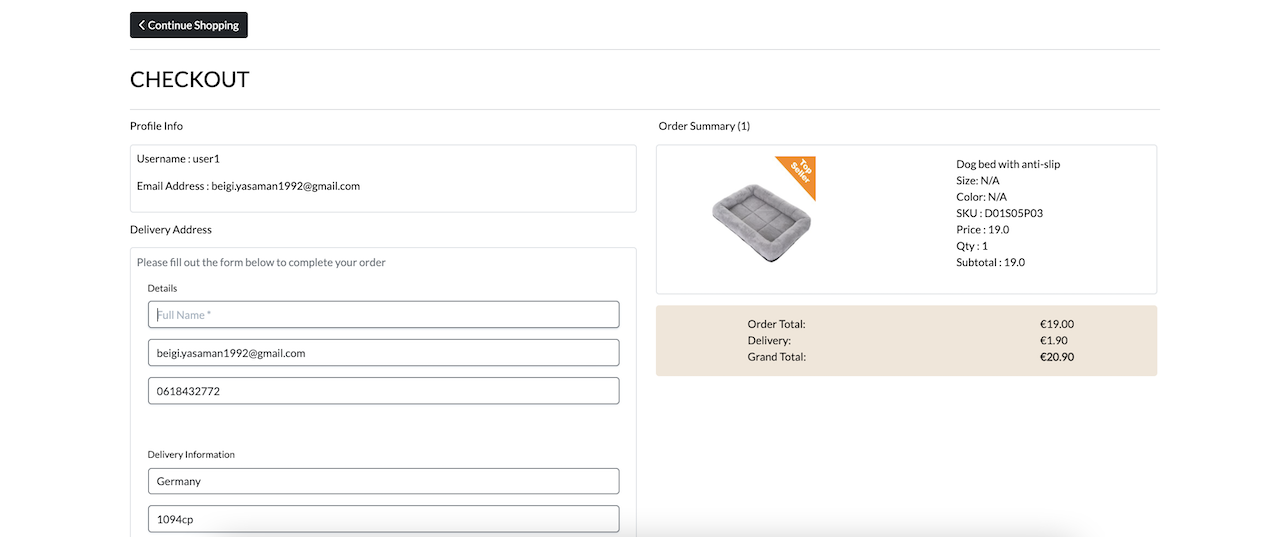 Continue Shopping
CHECKOUT
Profile Info
Username : user1
Email Address : beigi.yasaman1992@gmail.com
Delivery Address
Please fill out the form below to complete your order
Details
Full Name *
beigi.yasaman1992@gmail.com
0618432772
Delivery Information
Germany
1094cp
Order Summary (1)
Top
Seller
Dog bed with anti-slip
Size: N/A
Color: N/A
SKU : D01S05P03
Price : 19.0
Qty : 1
Subtotal : 19.0
Order Total: €19.00
Delivery: €1.90
Grand Total: €20.90